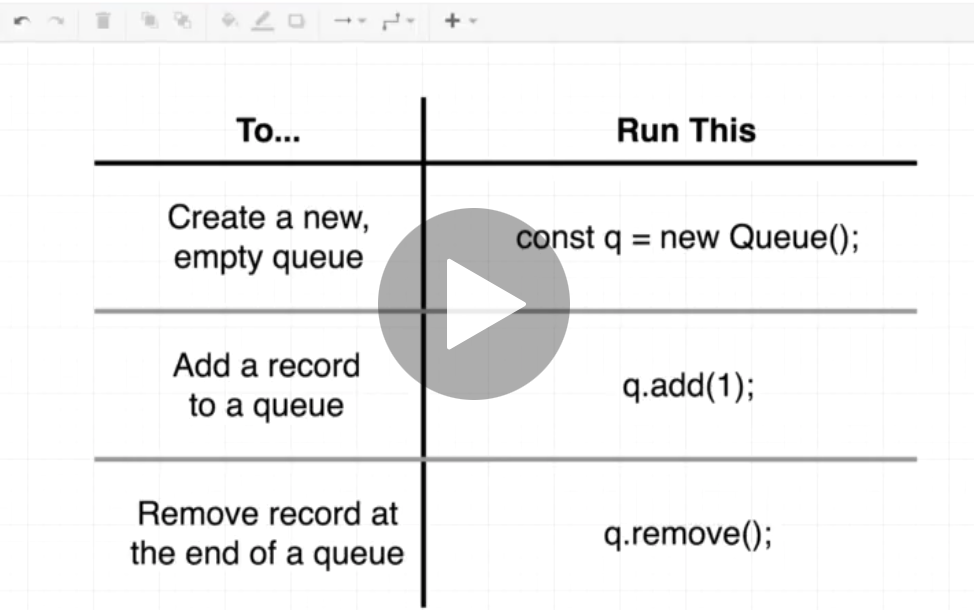 To...
Run This
Create a new,
empty queue
const q = new Queue();
Add a record
to a queue
q.add(1);
Remove record at
the end of a queue
q.remove();